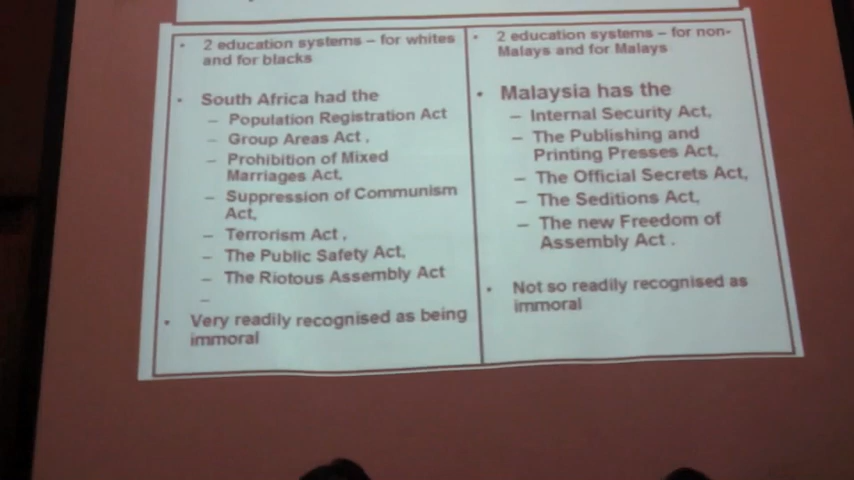 • 2 education systems – for whites
and for blacks
• South Africa had the
– Population Registration Act
– Group Areas Act ,
– Prohibition of Mixed
Marriages Act,
– Suppression of Communism
Act,
– Terrorism Act ,
– The Public Safety Act,
– The Riotous Assembly Act
–
• Very readily recognised as being
immoral
• 2 education systems – for non-
Malays and for Malays
• Malaysia has the
– Internal Security Act,
– The Publishing and
Printing Presses Act,
– The Official Secrets Act,
– The Seditions Act,
– The new Freedom of
Assembly Act .
• Not so readily recognised as
immoral